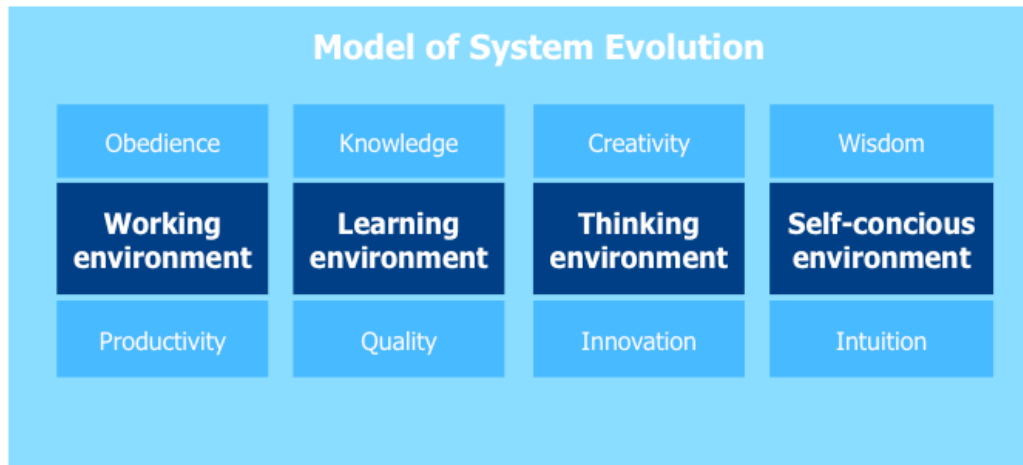 Model of System Evolution
Obedience
Knowledge
Creativity
Wisdom
Working
environment
Learning
environment
Thinking
environment
Self-concious
environment
Productivity
Quality
Innovation
Intuition